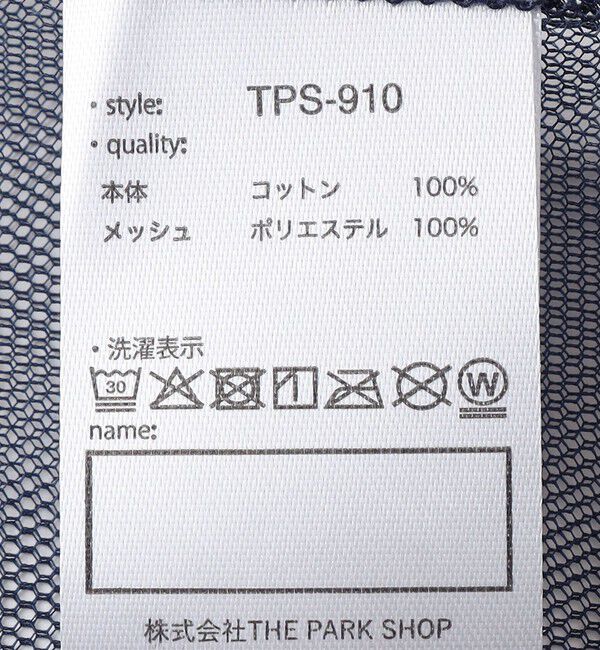 ・style: TPS-910
・quality:
本体 コットン 100%
メッシュ ポリエステル 100%
・洗濯表示
30 W
name:
株式会社THE PARK SHOP